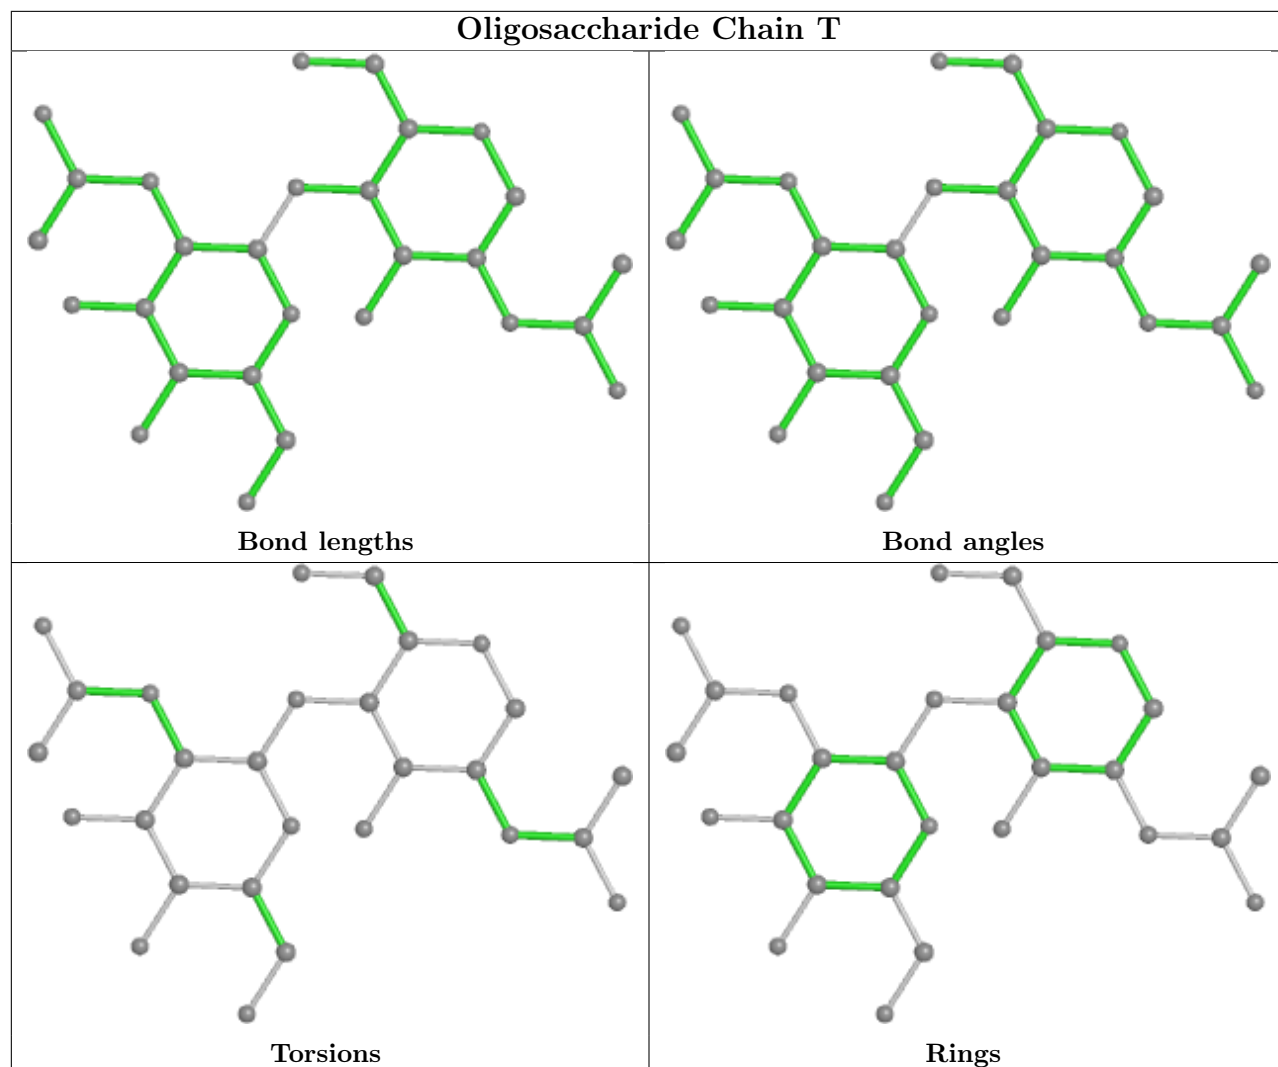 Oligosaccharide Chain T
Bond lengths
Bond angles
Torsions
Rings